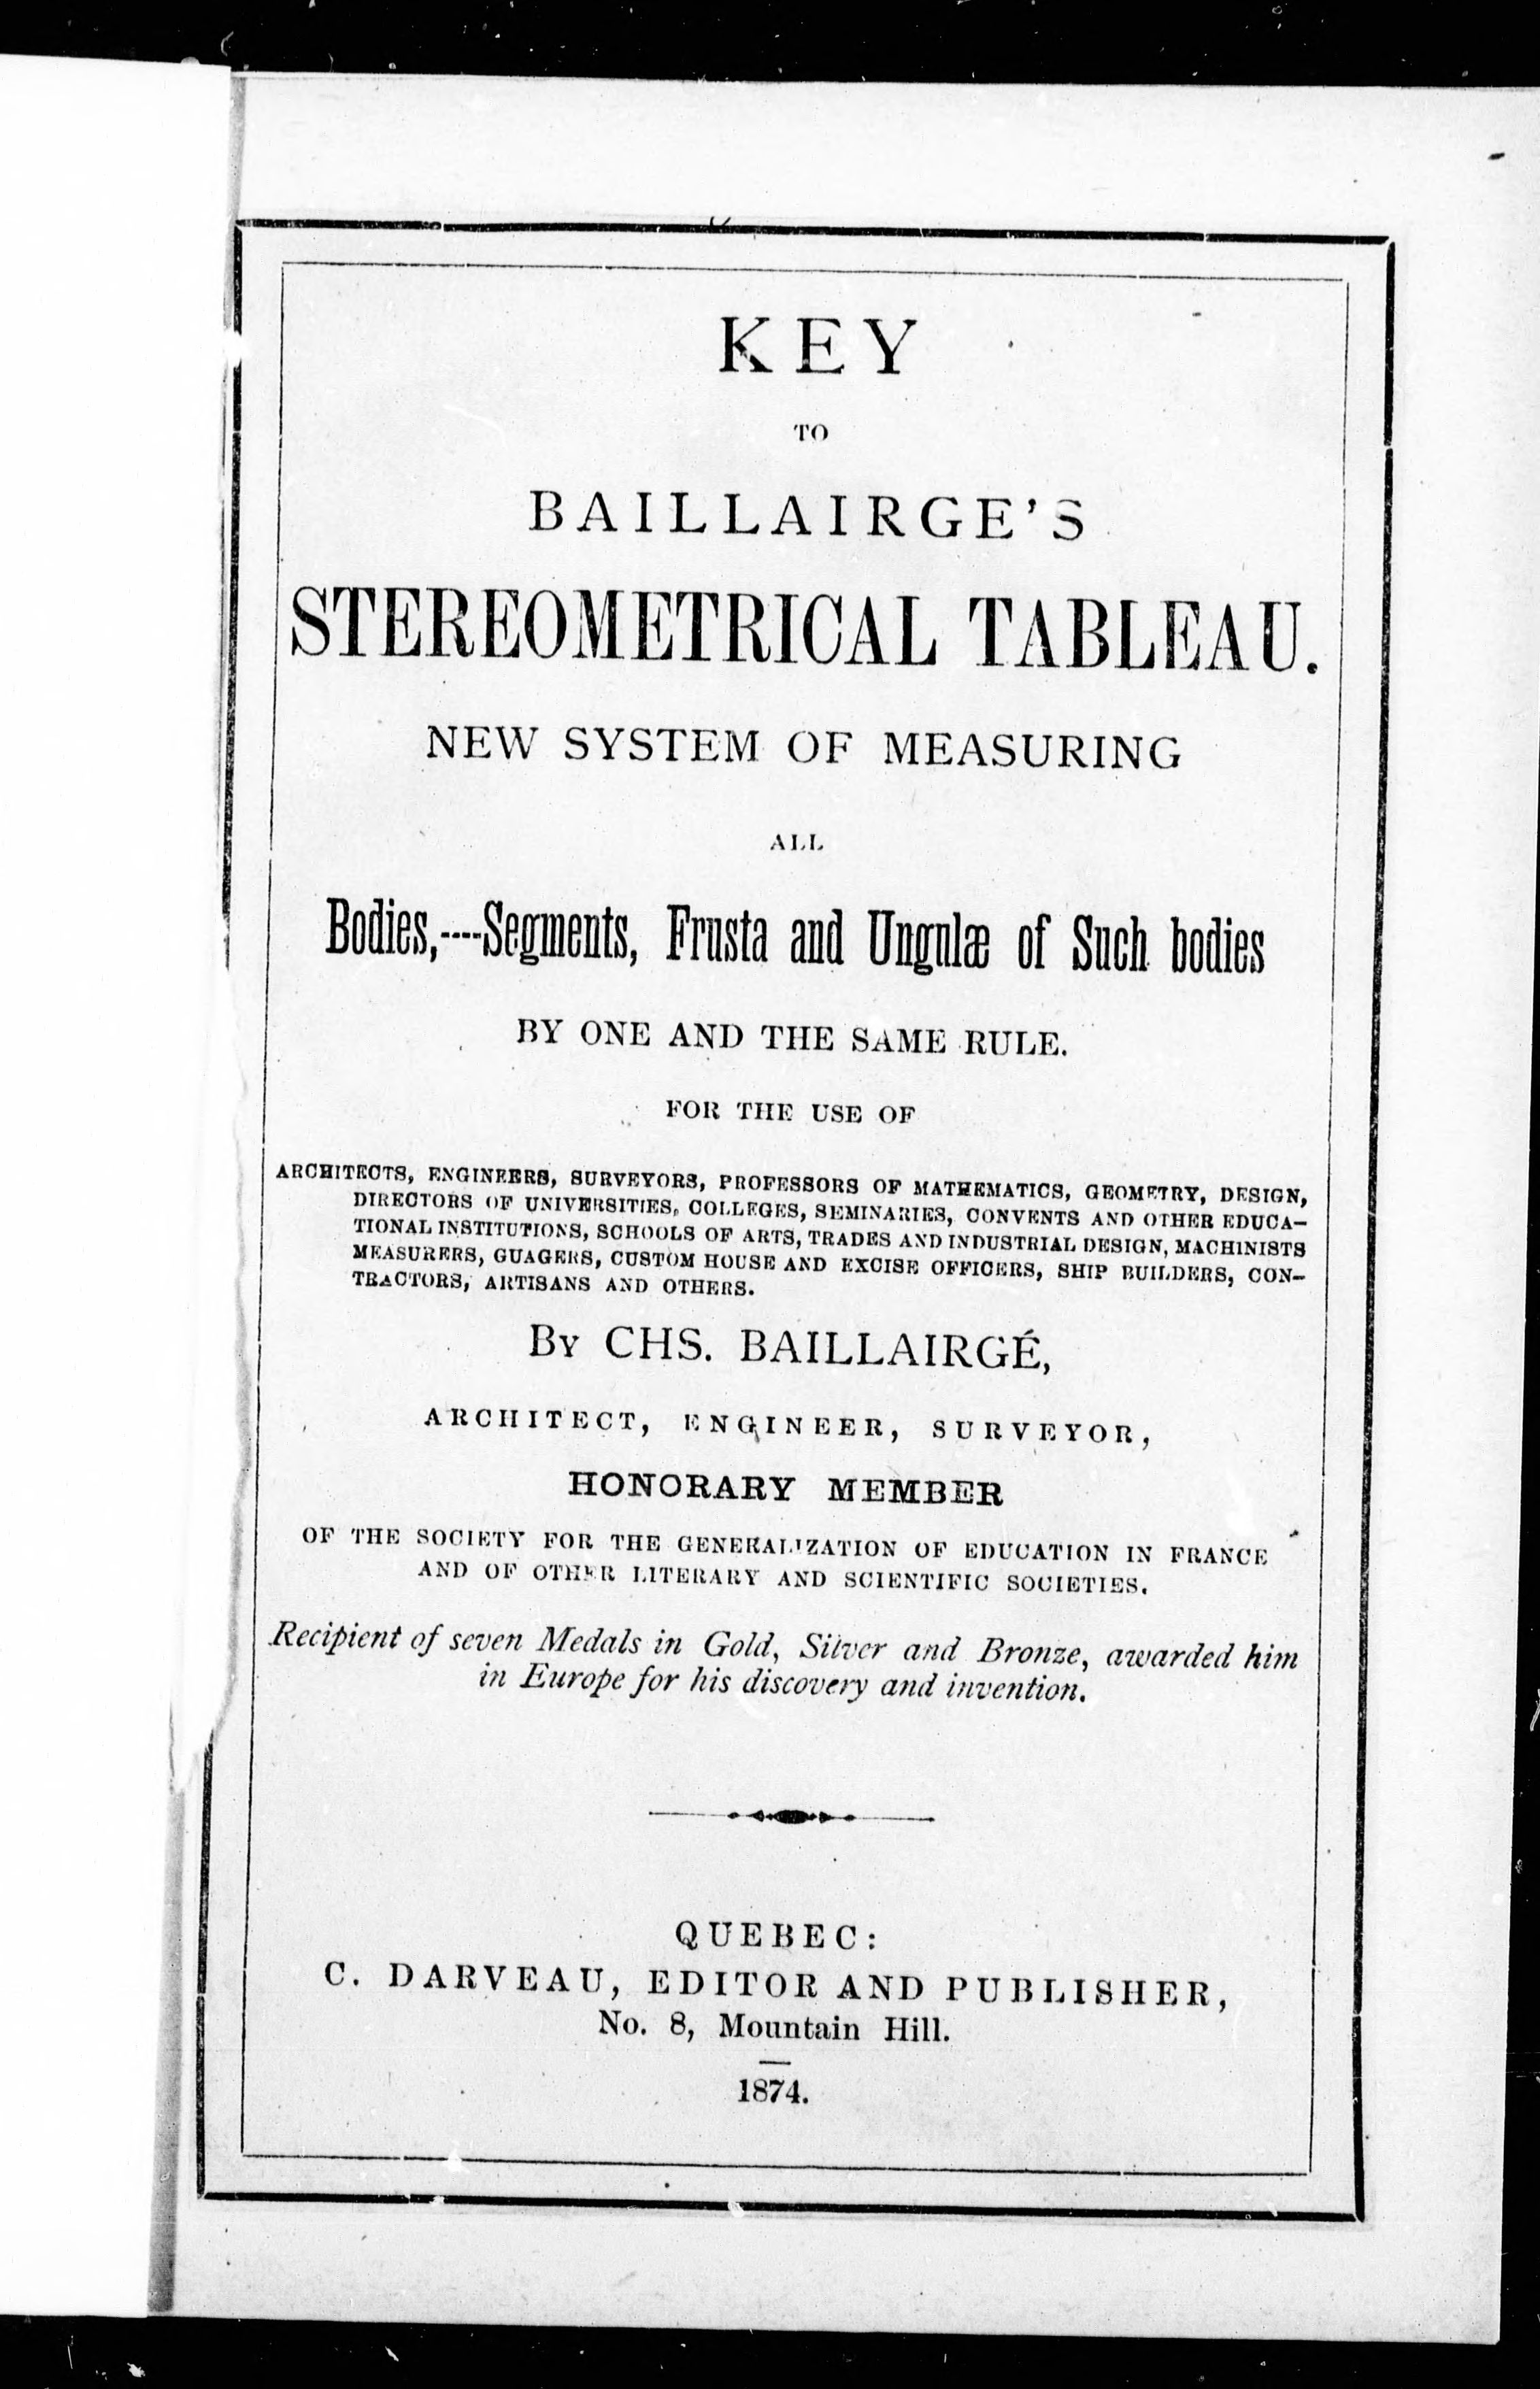 KEY
TO
BAILLAIRGE'S
STEREOMETRICAL TABLEAU.
NEW SYSTEM OF MEASURING
ALL
Bodies,----Segments, Frusta and Ungulæ of Such bodies
BY ONE AND THE SAME RULE.
FOR THE USE OF
ARCHITECTS, ENGINEERS, SURVEYORS, PROFESSORS OF MATHEMATICS, GEOMETRY, DESIGN,
DIRECTORS OF UNIVERSITIES, COLLEGES, SEMINARIES, CONVENTS AND OTHER EDUCA-
TIONAL INSTITUTIONS, SCHOOLS OF ARTS, TRADES AND INDUSTRIAL DESIGN, MACHINISTS
MEASURERS, GUAGERS, CUSTOM HOUSE AND EXCISE OFFICERS, SHIP BUILDERS, CON-
TRACTORS, ARTISANS AND OTHERS.
BY CHS. BAILLAIRGÉ,
ARCHITECT, ENGINEER, SURVEYOR,
HONORARY MEMBER
OF THE SOCIETY FOR THE GENERALIZATION OF EDUCATION IN FRANCE
AND OF OTHER LITERARY AND SCIENTIFIC SOCIETIES.
Recipient of seven Medals in Gold, Silver and Bronze, awarded him
in Europe for his discovery and invention.
QUEBEC:
C. DARVEAU, EDITOR AND PUBLISHER,
No. 8, Mountain Hill.
1874.